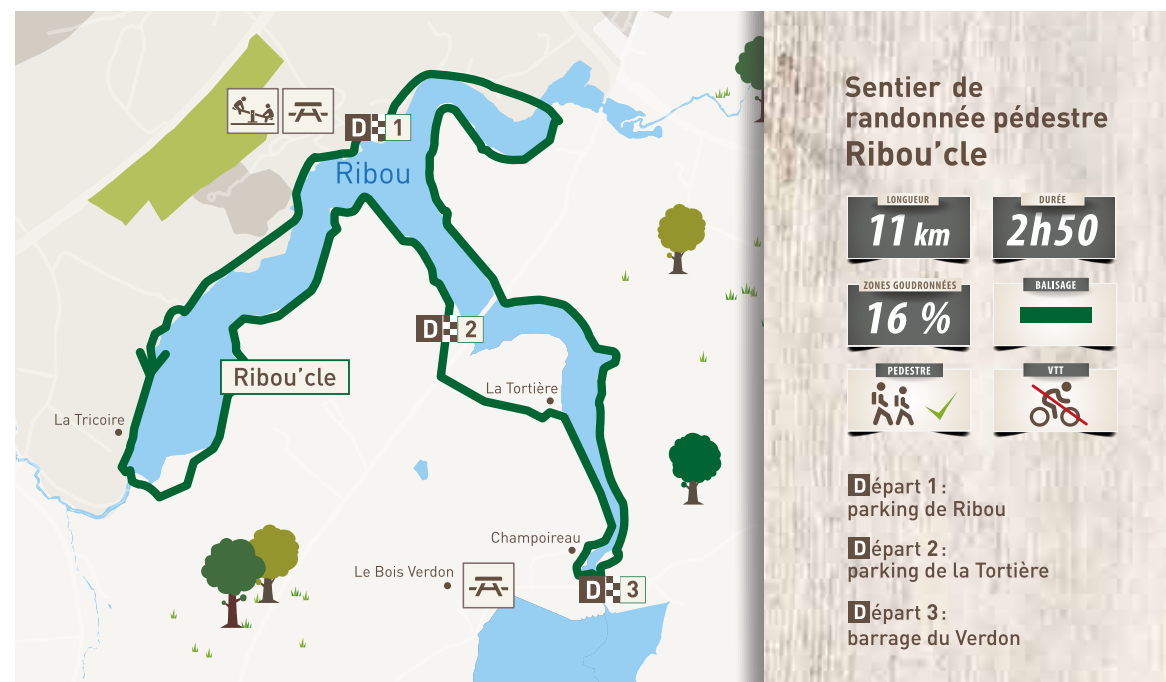 D 1
Ribou
D 2
Ribou'cle
La Tortière
La Tricoire
Champoireau
Le Bois Verdon
D 3
Sentier de
randonnée pédestre
Ribou'cle
LONGUEUR
11 km
DURÉE
2h50
ZONES GOUDRONNÉES
16 %
BALISAGE
PEDESTRE
VTT
Départ 1 :
parking de Ribou
Départ 2 :
parking de la Tortière
Départ 3 :
barrage du Verdon